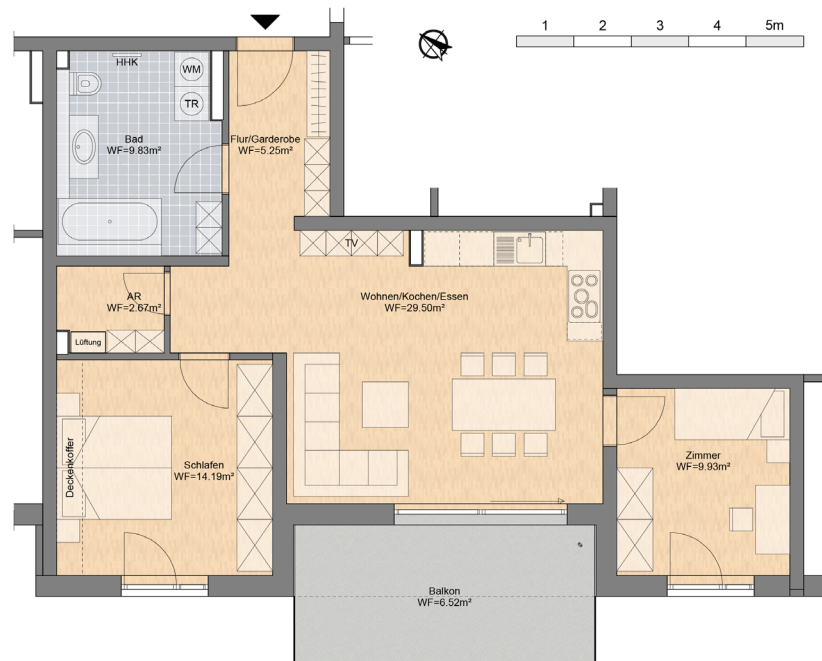 1 2 3 4 5m
HHK
WM
TR
Bad
WF=9.83m²
Flur/Garderobe
WF=5.25m²
TV
AR
WF=2.67m²
Lüftung
Wohnen/Kochen/Essen
WF=29.50m²
Deckenkoffer
Schlafen
WF=14.19m²
Zimmer
WF=9.93m²
Balkon
WF=6.52m²